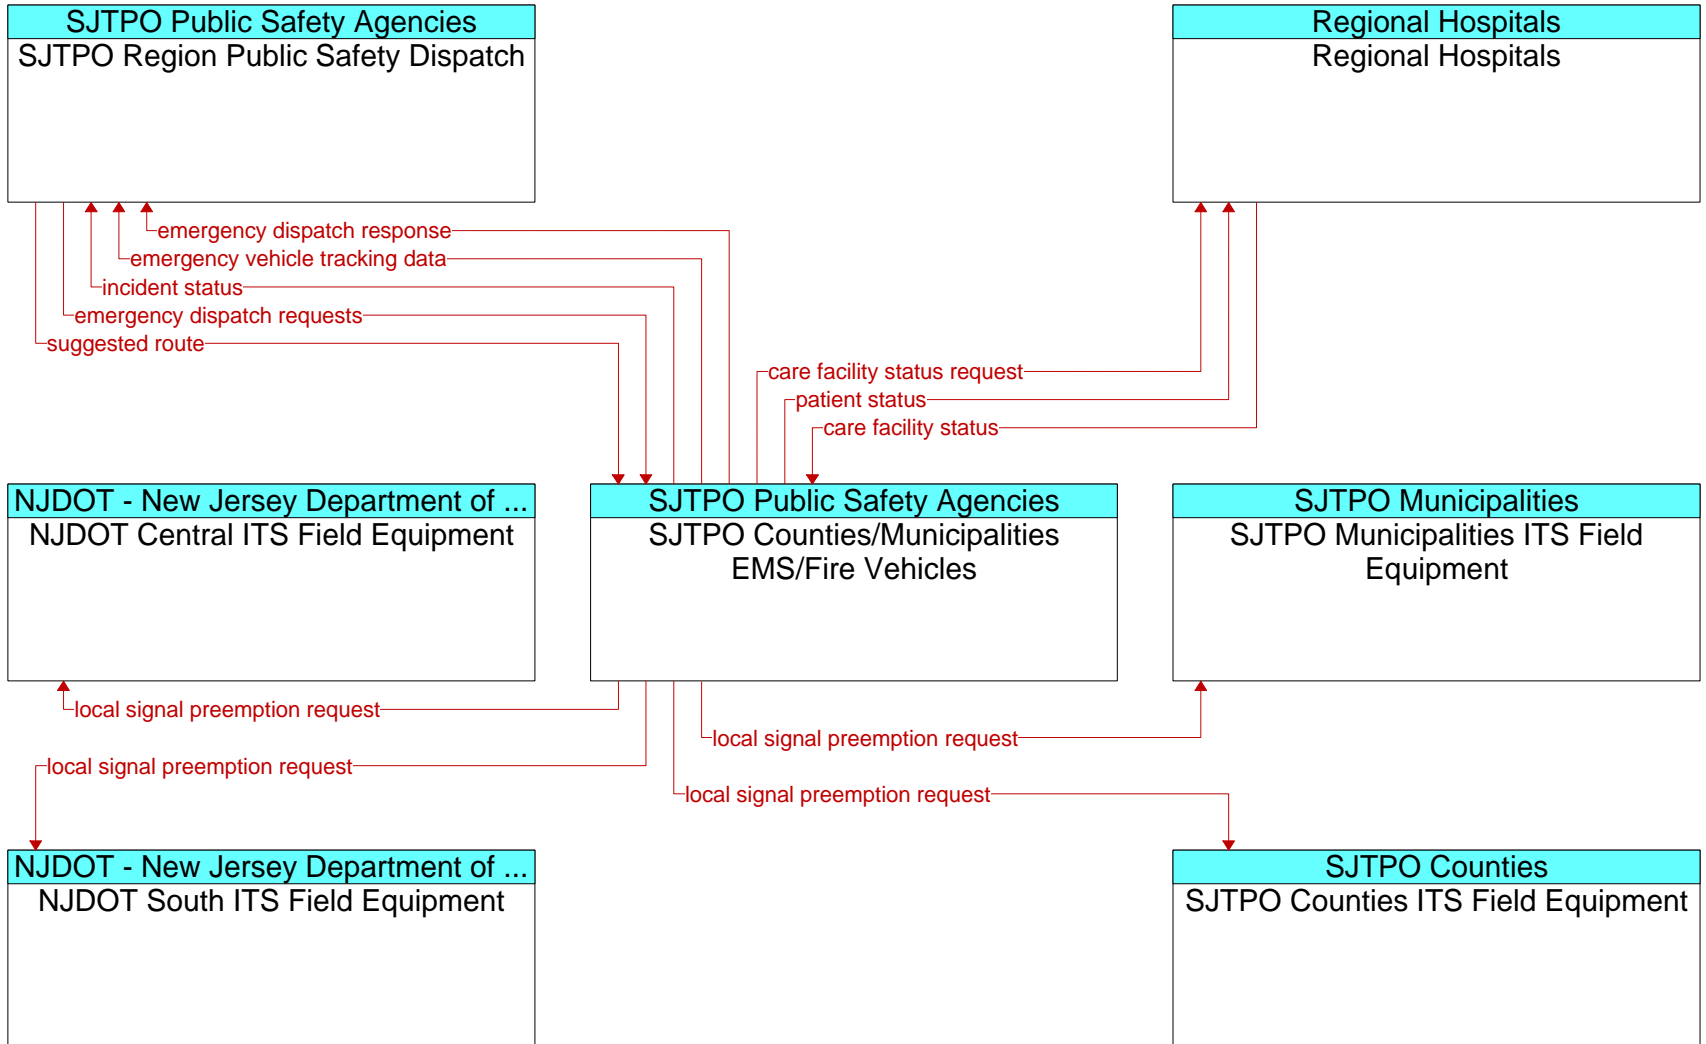 SJTPO Public Safety Agencies
SJTPO Region Public Safety Dispatch
Regional Hospitals
Regional Hospitals
emergency dispatch response
emergency vehicle tracking data
incident status
emergency dispatch requests
suggested route
care facility status request
patient status
care facility status
NJDOT - New Jersey Department of ...
NJDOT Central ITS Field Equipment
SJTPO Public Safety Agencies
SJTPO Counties/Municipalities
EMS/Fire Vehicles
SJTPO Municipalities
SJTPO Municipalities ITS Field
Equipment
local signal preemption request
local signal preemption request
local signal preemption request
local signal preemption request
NJDOT - New Jersey Department of ...
NJDOT South ITS Field Equipment
SJTPO Counties
SJTPO Counties ITS Field Equipment